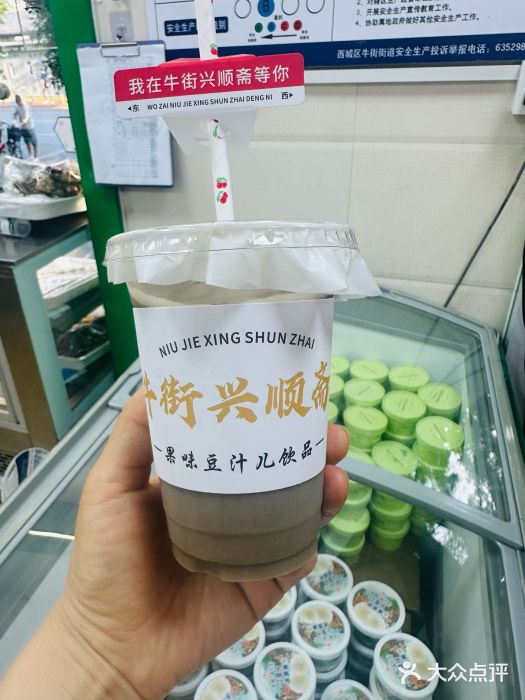 安全生产
开展安全生产宣传教育工作。
协助属地政府做好其他安全生产工作。
西城区牛街街道安全生产投诉举报电话:635298
我在牛街兴顺斋等你
◂东 WO ZAI NIU JIE XING SHUN ZHAI DENG NI 西▸
NIU JIE XING SHUN ZHAI
牛街兴顺斋
果味豆汁儿饮品
大众点评